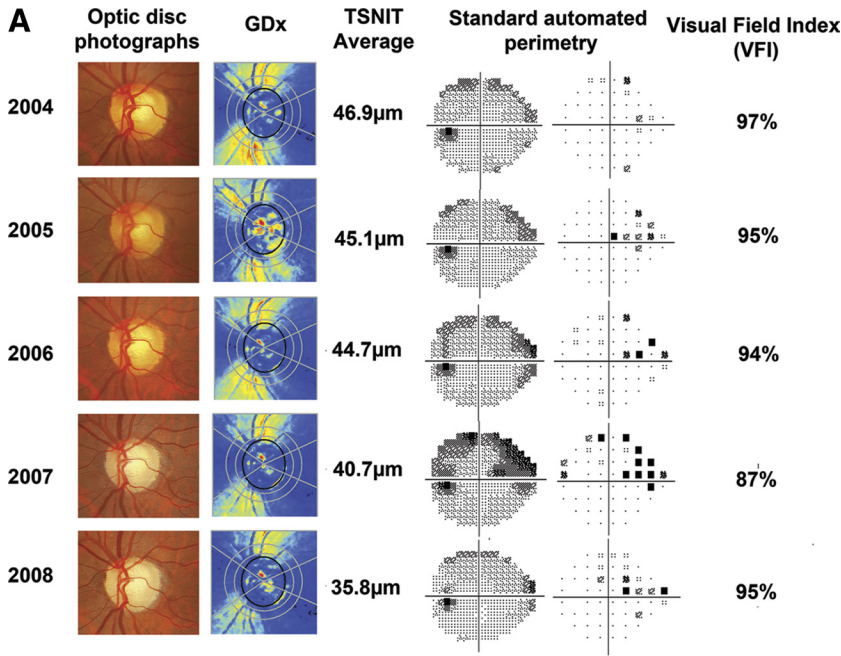 A
Optic disc photographs
GDx
TSNIT Average
Standard automated perimetry
Visual Field Index (VFI)
2004
46.9µm
97%
2005
45.1µm
95%
2006
44.7µm
94%
2007
40.7µm
87%
2008
35.8µm
95%